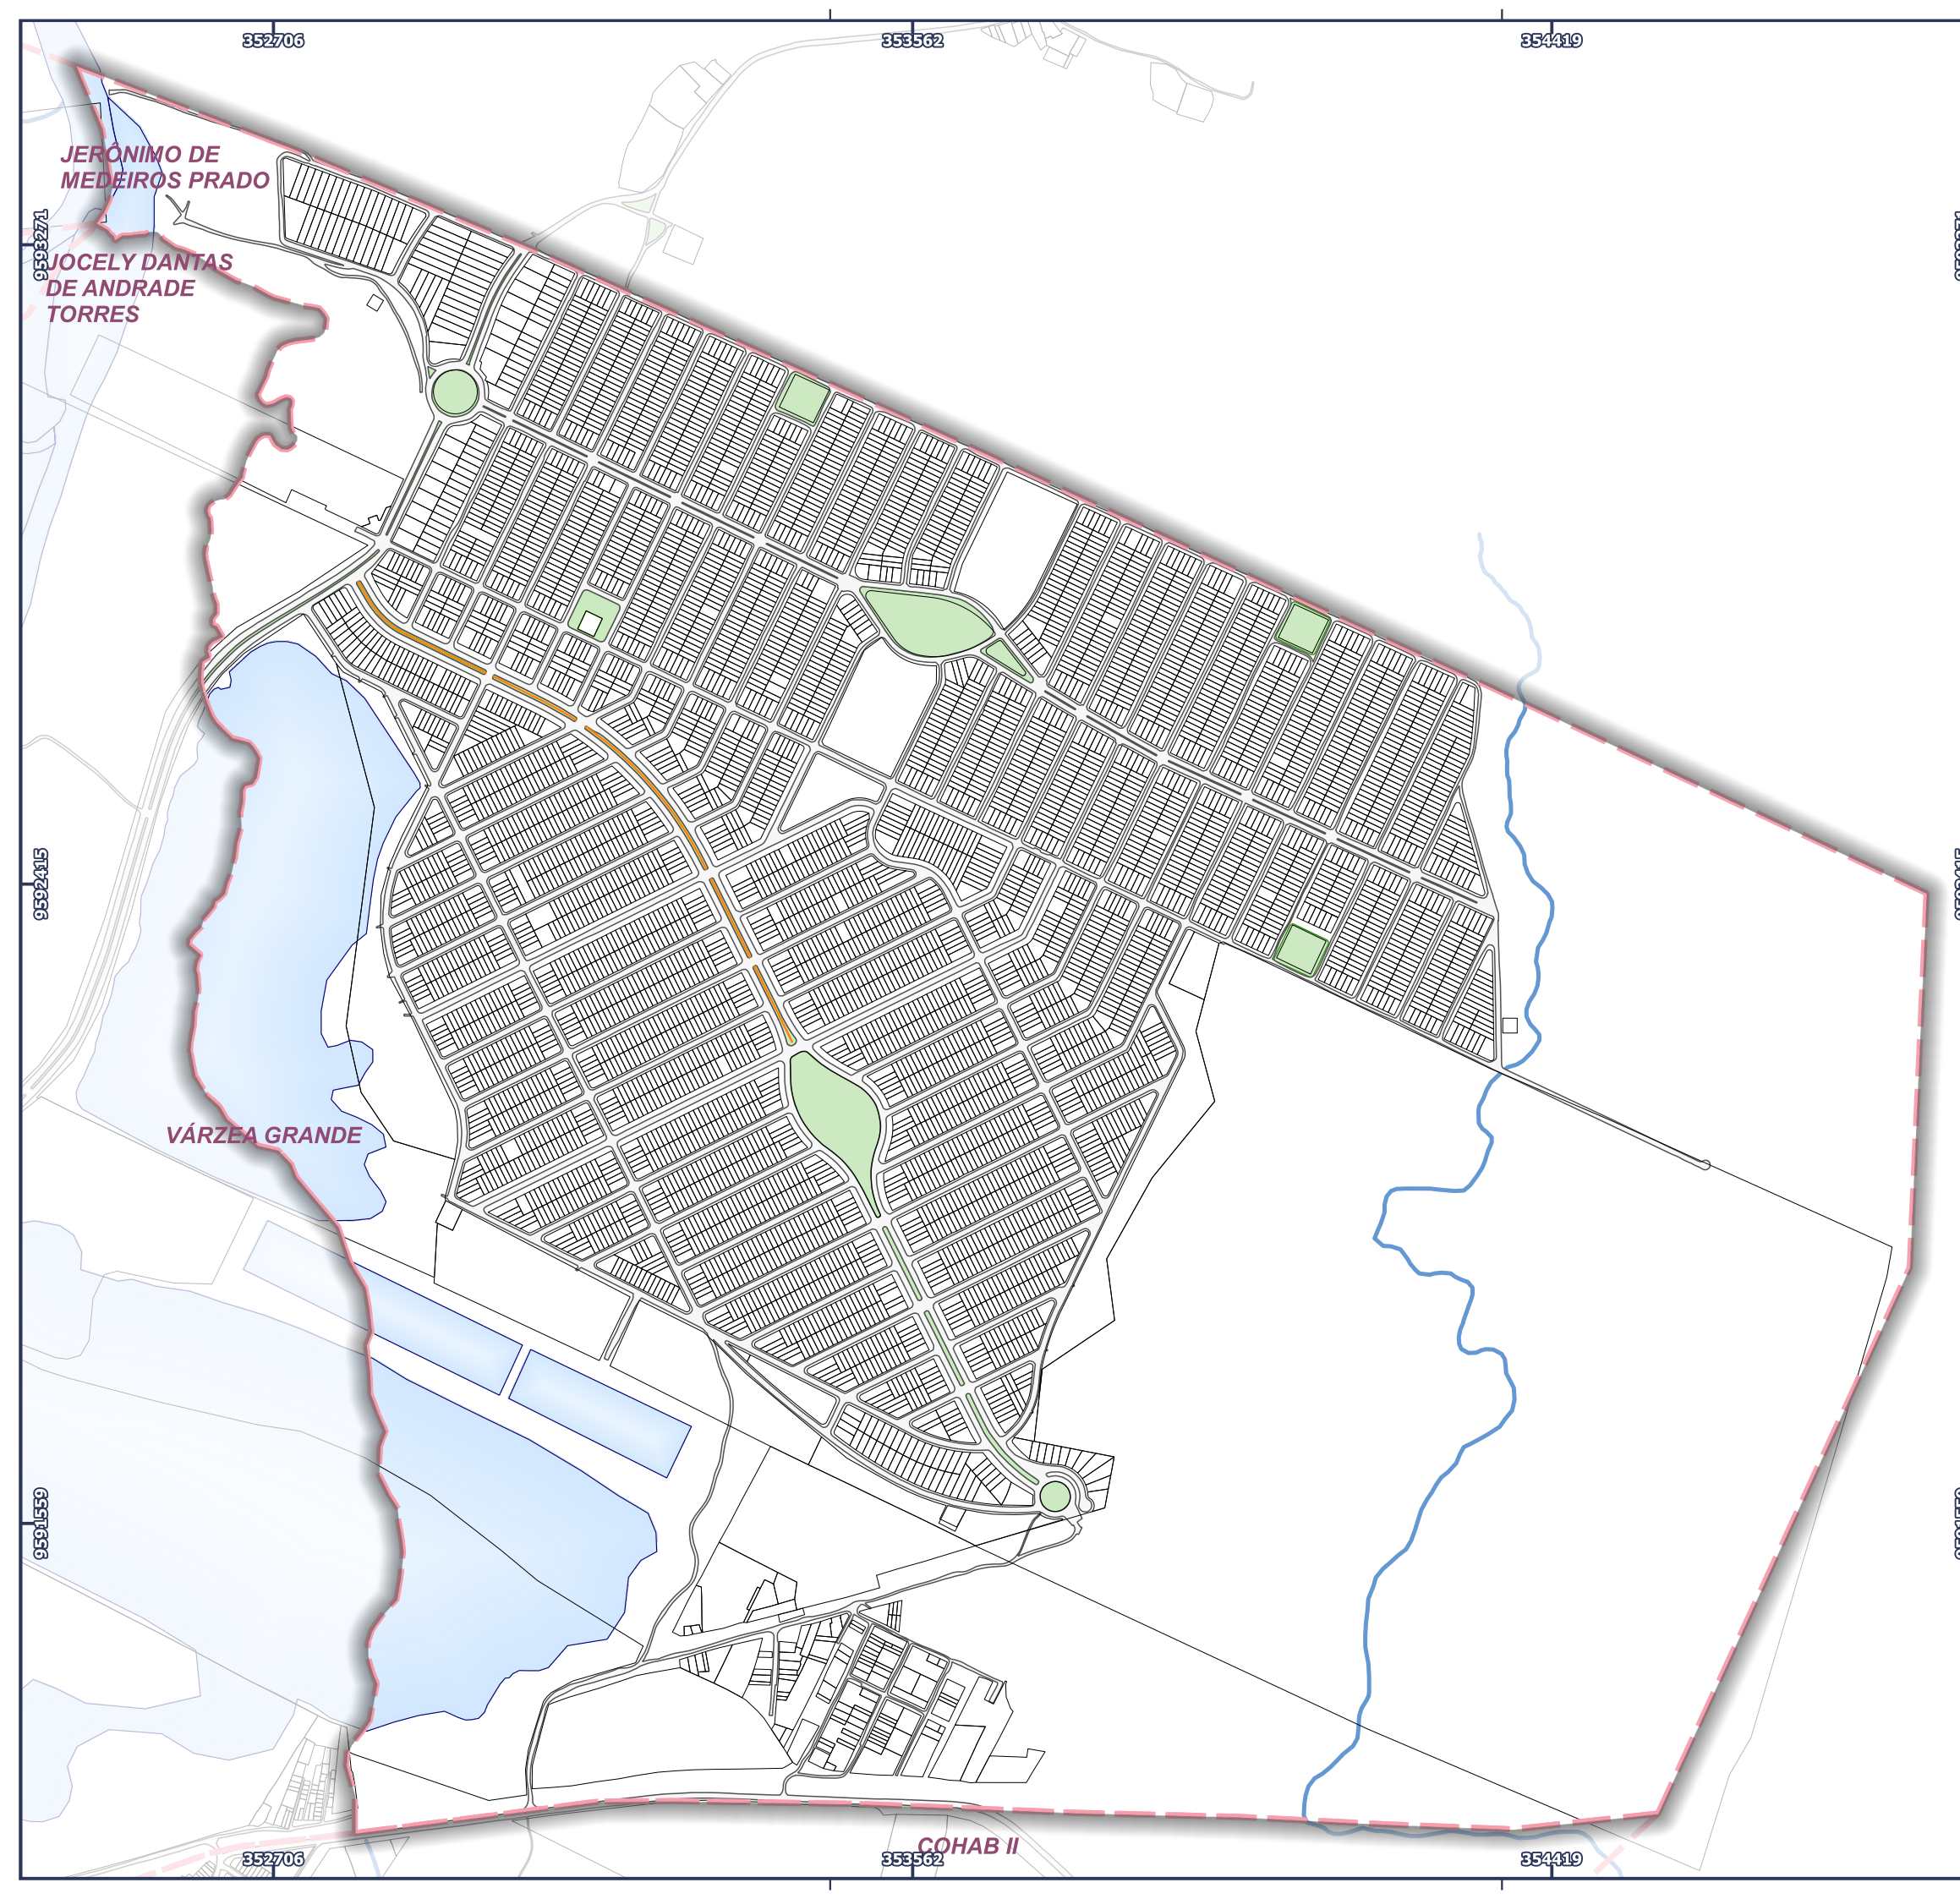 352706
353562
354419
JERÔNIMO DE
MEDEIROS PRADO
9593271
JOCELY DANTAS
DE ANDRADE
TORRES
9592415
VÁRZEA GRANDE
9591559
COHAB II
352706
353562
354419